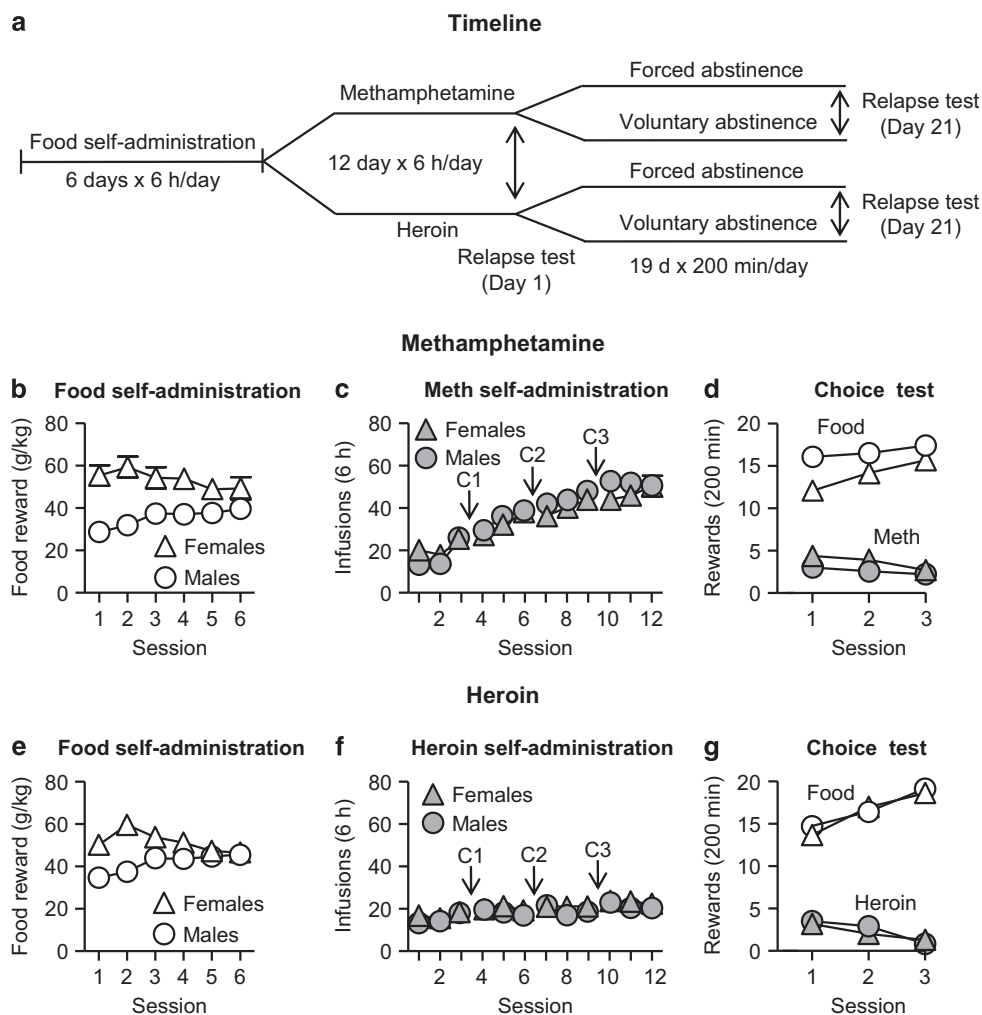 a
Timeline
Forced abstinence
Methamphetamine
Relapse test
(Day 21)
Voluntary abstinence
Food self-administration
6 days x 6 h/day
12 day x 6 h/day
Forced abstinence
Relapse test
(Day 21)
Voluntary abstinence
Heroin
Relapse test
(Day 1)
19 d x 200 min/day
Methamphetamine
b Food self-administration
Food reward (g/kg)
80
60
40
20
0
Females
Males
1 2 3 4 5 6
Session
c Meth self-administration
Infusions (6 h)
80
60
40
20
0
Females
Males
C1
C2
C3
2 4 6 8 10 12
Session
d Choice test
Rewards (200 min)
20
15
10
5
0
Food
Meth
1 2 3
Session
Heroin
e Food self-administration
Food reward (g/kg)
80
60
40
20
0
Females
Males
1 2 3 4 5 6
Session
f Heroin self-administration
Infusions (6 h)
80
60
40
20
0
Females
Males
C1
C2
C3
2 4 6 8 10 12
Session
g Choice test
Rewards (200 min)
20
15
10
5
0
Food
Heroin
1 2 3
Session